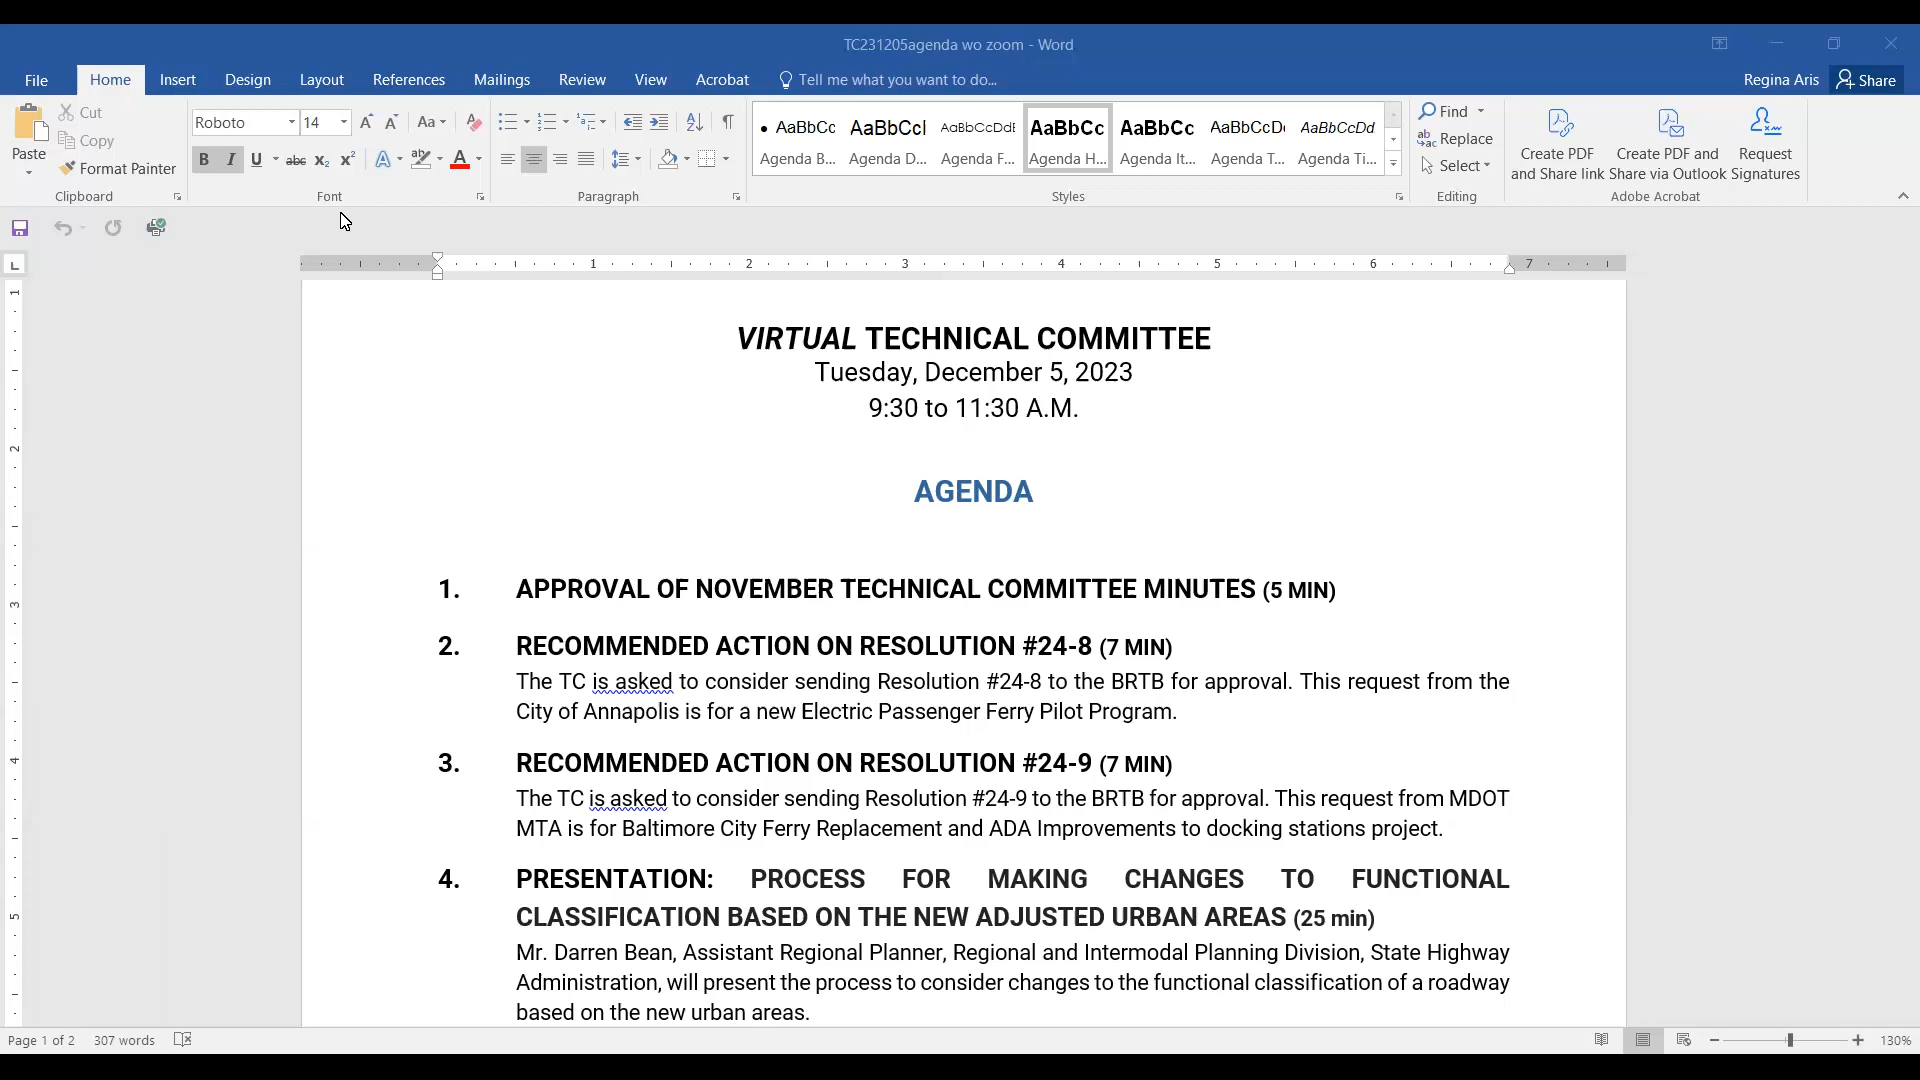 TC231205agenda wo zoom - Word
File Home Insert Design Layout References Mailings Review View Acrobat Tell me what you want to do... Regina Aris Share
Paste
Cut
Copy
Format Painter
Clipboard
Roboto 14
Font
Paragraph
AaBbCc AaBbCcI AaBbCcDdE AaBbCc AaBbCc AaBbCcDc AaBbCcDd
Agenda B... Agenda D... Agenda F... Agenda H... Agenda It... Agenda T... Agenda Ti...
Styles
Find
Replace
Select
Editing
Create PDF and Share link
Create PDF and Share via Outlook
Request Signatures
Adobe Acrobat
1 2 3 4 5 6 7
VIRTUAL TECHNICAL COMMITTEE
Tuesday, December 5, 2023
9:30 to 11:30 A.M.
AGENDA
1. APPROVAL OF NOVEMBER TECHNICAL COMMITTEE MINUTES (5 MIN)
2. RECOMMENDED ACTION ON RESOLUTION #24-8 (7 MIN)
The TC is asked to consider sending Resolution #24-8 to the BRTB for approval. This request from the
City of Annapolis is for a new Electric Passenger Ferry Pilot Program.
3. RECOMMENDED ACTION ON RESOLUTION #24-9 (7 MIN)
The TC is asked to consider sending Resolution #24-9 to the BRTB for approval. This request from MDOT
MTA is for Baltimore City Ferry Replacement and ADA Improvements to docking stations project.
4. PRESENTATION: PROCESS FOR MAKING CHANGES TO FUNCTIONAL
CLASSIFICATION BASED ON THE NEW ADJUSTED URBAN AREAS (25 min)
Mr. Darren Bean, Assistant Regional Planner, Regional and Intermodal Planning Division, State Highway
Administration, will present the process to consider changes to the functional classification of a roadway
based on the new urban areas.
Page 1 of 2 307 words 130%